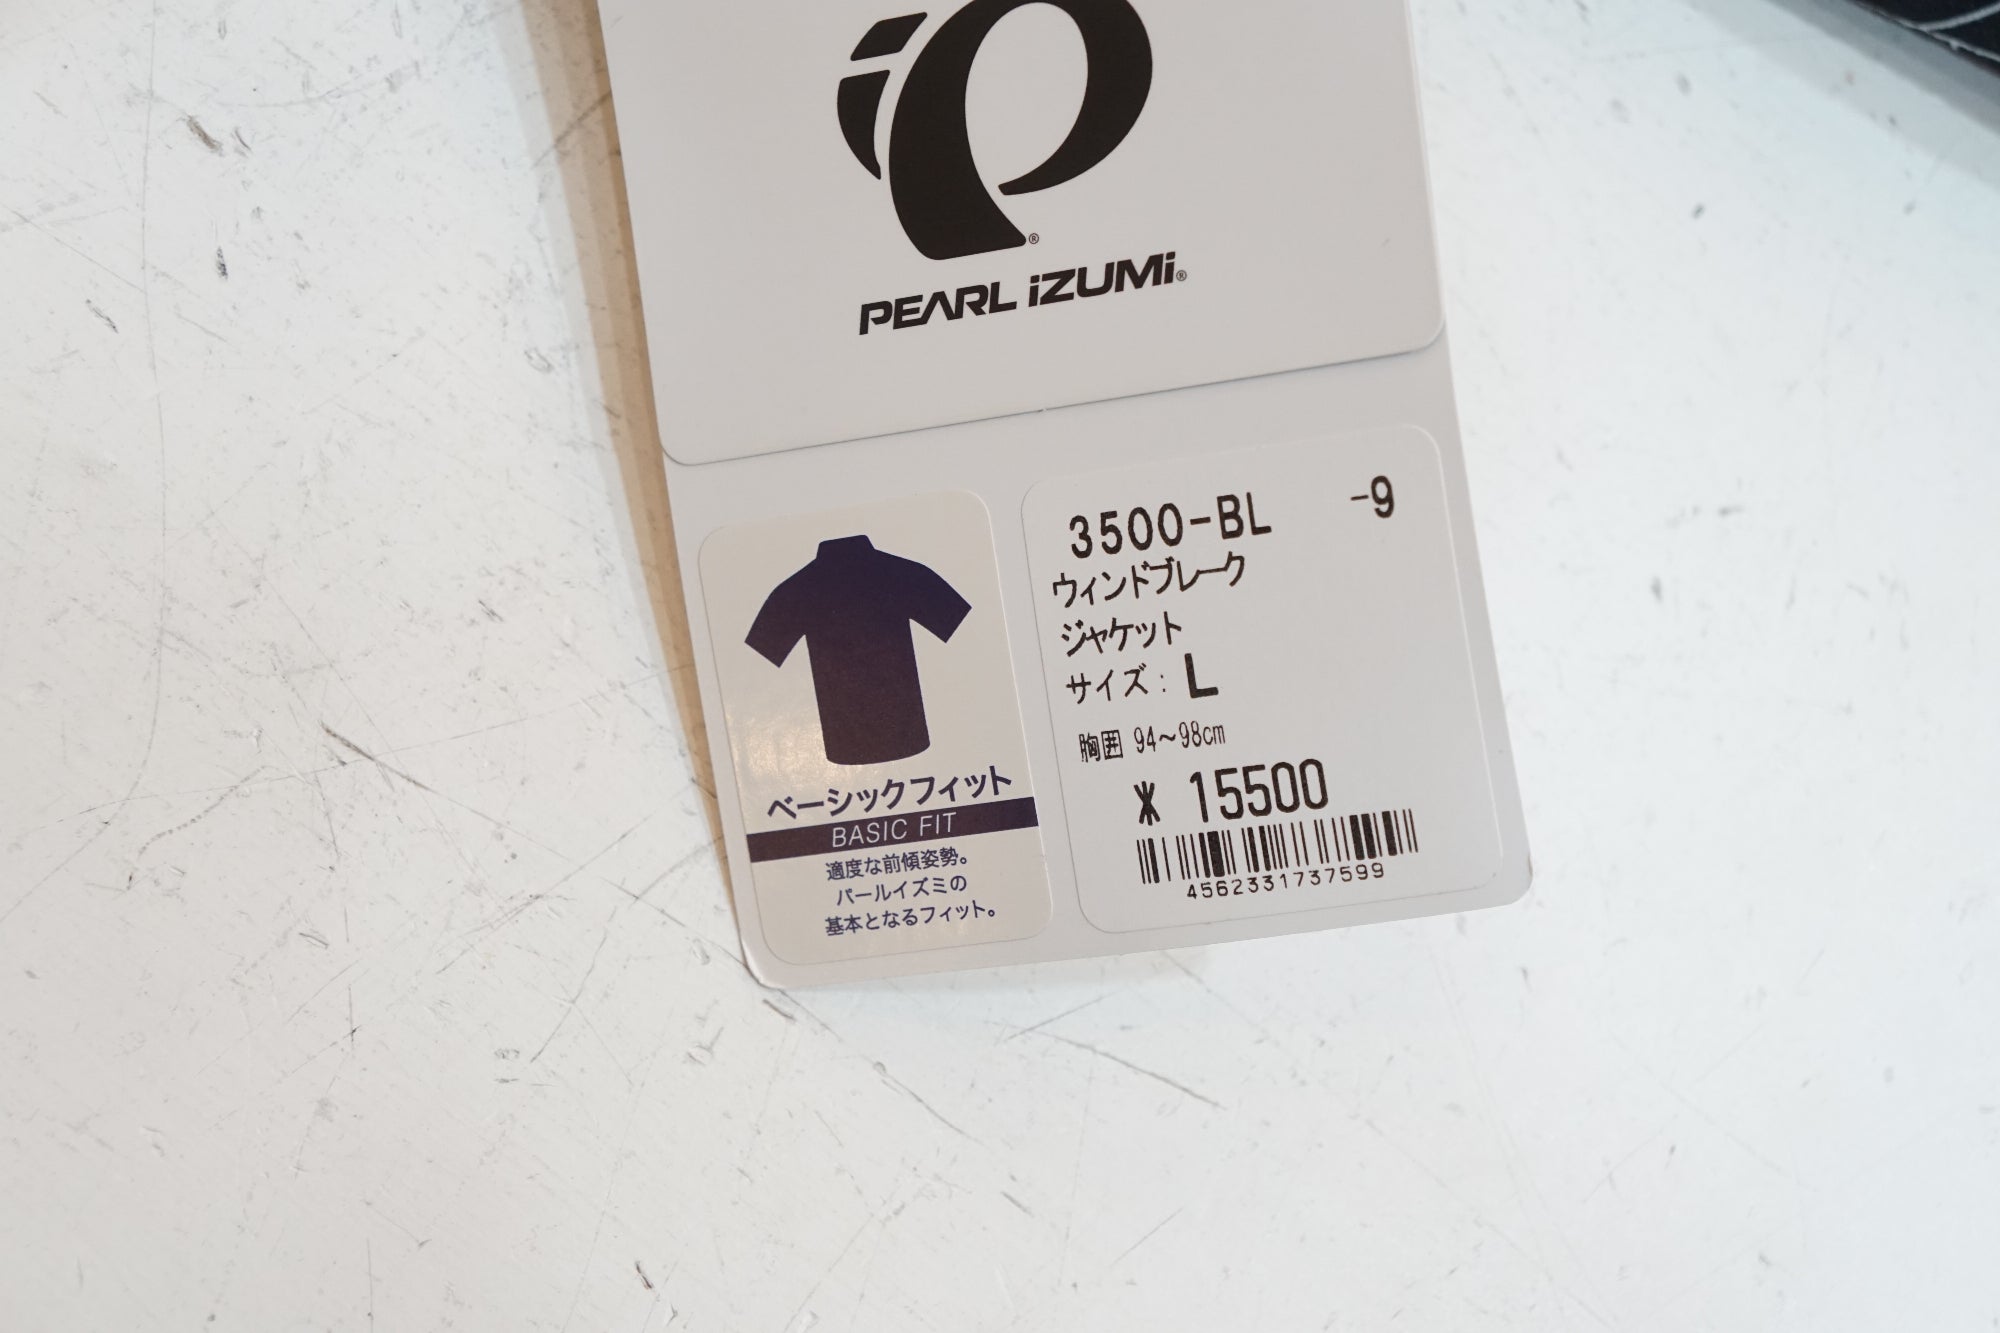 PEARL iZUMi®
ベーシックフィット
BASIC FIT
適度な前傾姿勢。
パールイズミの
基本となるフィット。
3500-BL -9
ウィンドブレーク
ジャケット
サイズ: L
胸囲 94〜98cm
¥ 15500
4562331737599